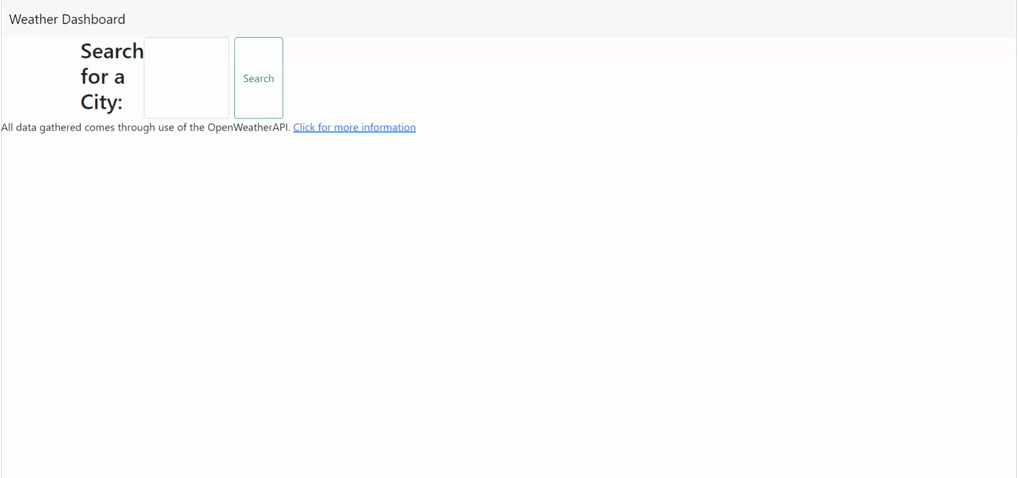 Weather Dashboard
Search
for a
City:
Search
All data gathered comes through use of the OpenWeatherAPI. Click for more information